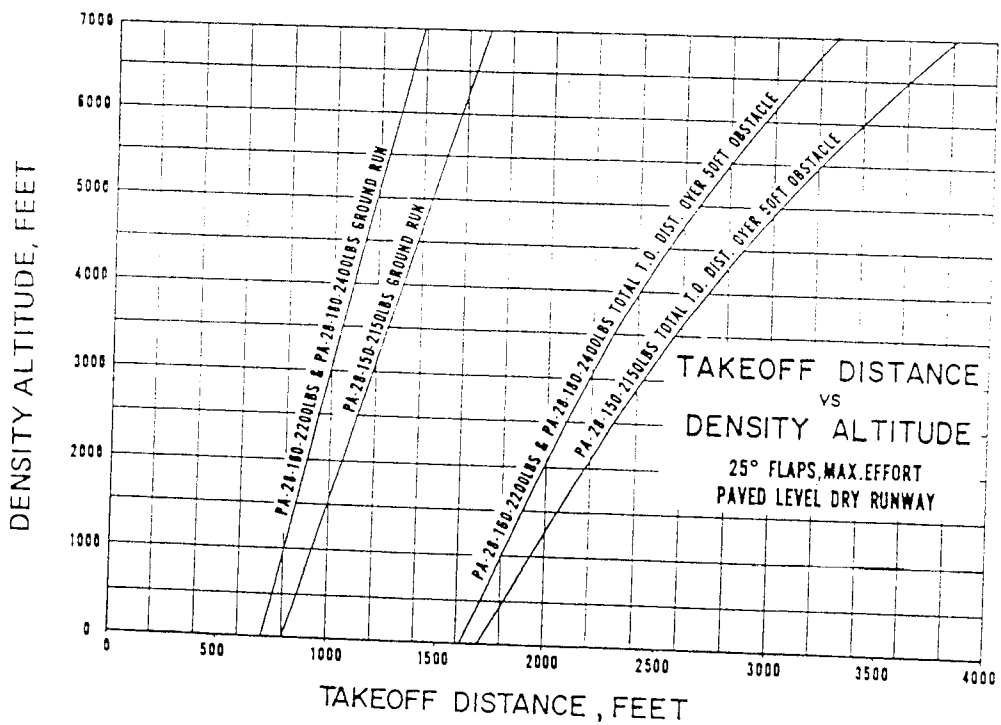 7000
6000
5000
4000
3000
2000
1000
0
DENSITY ALTITUDE, FEET
PA-28-160-2200LBS & PA-28-180-2400LBS GROUND RUN
PA-28-150-2150LBS GROUND RUN
PA-28-160-2200LBS & PA-28-180-2400LBS TOTAL T.O. DIST. OVER 50FT OBSTACLE
PA-28-150-2150LBS TOTAL T.O. DIST. OVER 50FT OBSTACLE
TAKEOFF DISTANCE
VS
DENSITY ALTITUDE
25° FLAPS,MAX.EFFORT
PAVED LEVEL DRY RUNWAY
0
500
1000
1500
2000
2500
3000
3500
4000
TAKEOFF DISTANCE, FEET